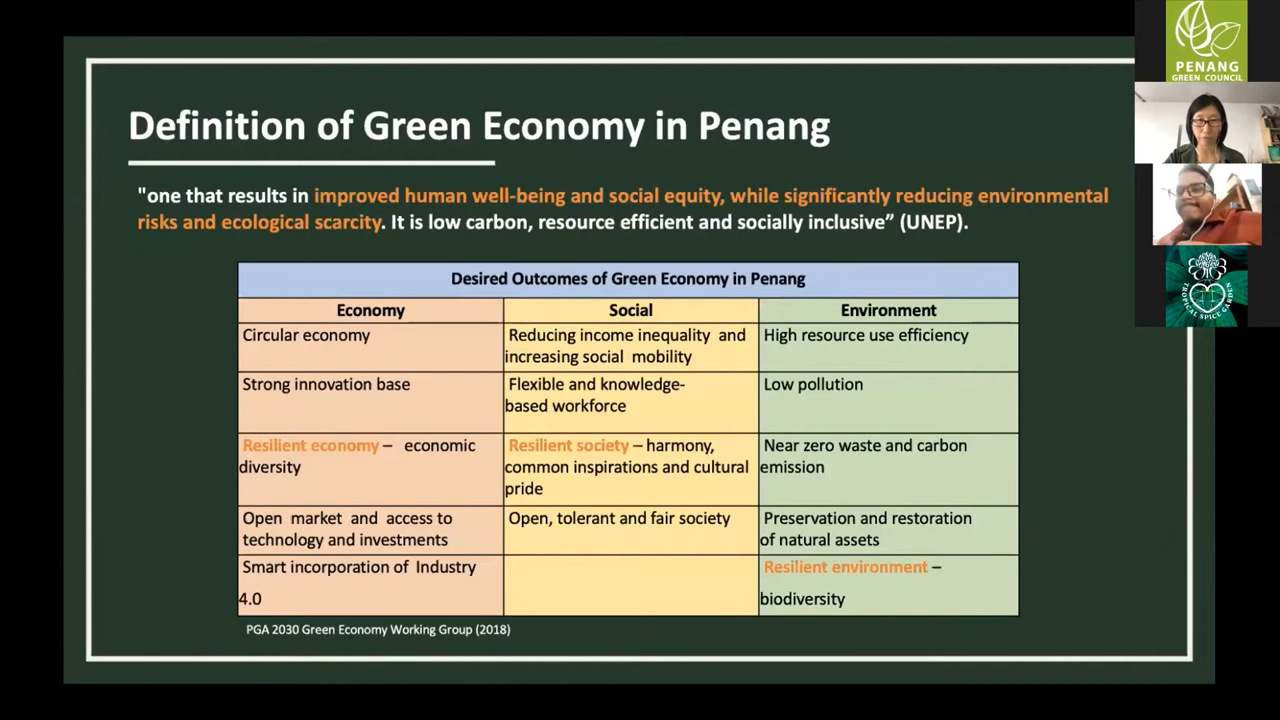 Definition of Green Economy in Penang
"one that results in improved human well-being and social equity, while significantly reducing environmental
risks and ecological scarcity. It is low carbon, resource efficient and socially inclusive” (UNEP).
Desired Outcomes of Green Economy in Penang
Economy Social Environment
Circular economy
Reducing income inequality and
increasing social mobility
High resource use efficiency
Strong innovation base
Flexible and knowledge-
based workforce
Low pollution
Resilient economy – economic
diversity
Resilient society – harmony,
common inspirations and cultural
pride
Near zero waste and carbon
emission
Open market and access to
technology and investments
Open, tolerant and fair society
Preservation and restoration
of natural assets
Smart incorporation of Industry
4.0
Resilient environment –
biodiversity
PGA 2030 Green Economy Working Group (2018)
PENANG
GREEN COUNCIL
TROPICAL SPICE GARDEN